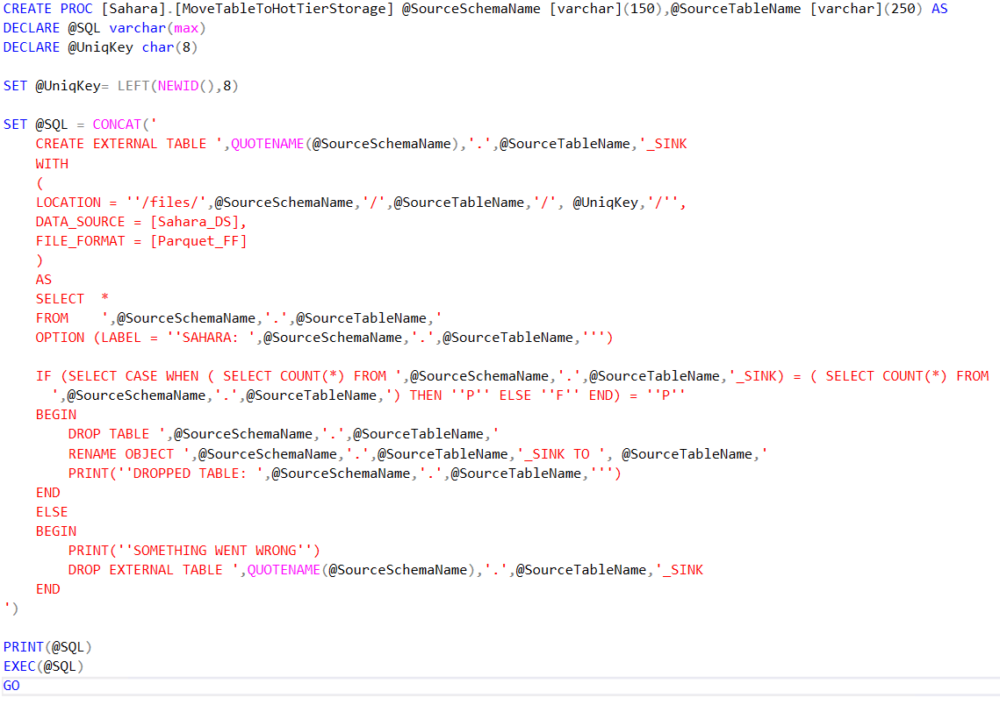 CREATE PROC [Sahara].[MoveTableToHotTierStorage] @SourceSchemaName [varchar](150),@SourceTableName [varchar](250) AS
DECLARE @SQL varchar(max)
DECLARE @UniqKey char(8)

SET @UniqKey= LEFT(NEWID(),8)

SET @SQL = CONCAT('
    CREATE EXTERNAL TABLE ',QUOTENAME(@SourceSchemaName),'.',@SourceTableName,'_SINK
    WITH
    (
    LOCATION = ''/files/',@SourceSchemaName,'/',@SourceTableName,'/', @UniqKey,'/'',
    DATA_SOURCE = [Sahara_DS],
    FILE_FORMAT = [Parquet_FF]
    )
    AS
    SELECT  *
    FROM    ',@SourceSchemaName,'.',@SourceTableName,'
    OPTION (LABEL = ''SAHARA: ',@SourceSchemaName,'.',@SourceTableName,''')

    IF (SELECT CASE WHEN ( SELECT COUNT(*) FROM ',@SourceSchemaName,'.',@SourceTableName,'_SINK) = ( SELECT COUNT(*) FROM
      ',@SourceSchemaName,'.',@SourceTableName,') THEN ''P'' ELSE ''F'' END) = ''P''
    BEGIN
        DROP TABLE ',@SourceSchemaName,'.',@SourceTableName,'
        RENAME OBJECT ',@SourceSchemaName,'.',@SourceTableName,'_SINK TO ', @SourceTableName,'
        PRINT(''DROPPED TABLE: ',@SourceSchemaName,'.',@SourceTableName,''')
    END
    ELSE
    BEGIN
        PRINT(''SOMETHING WENT WRONG'')
        DROP EXTERNAL TABLE ',QUOTENAME(@SourceSchemaName),'.',@SourceTableName,'_SINK
    END
')

PRINT(@SQL)
EXEC(@SQL)
GO